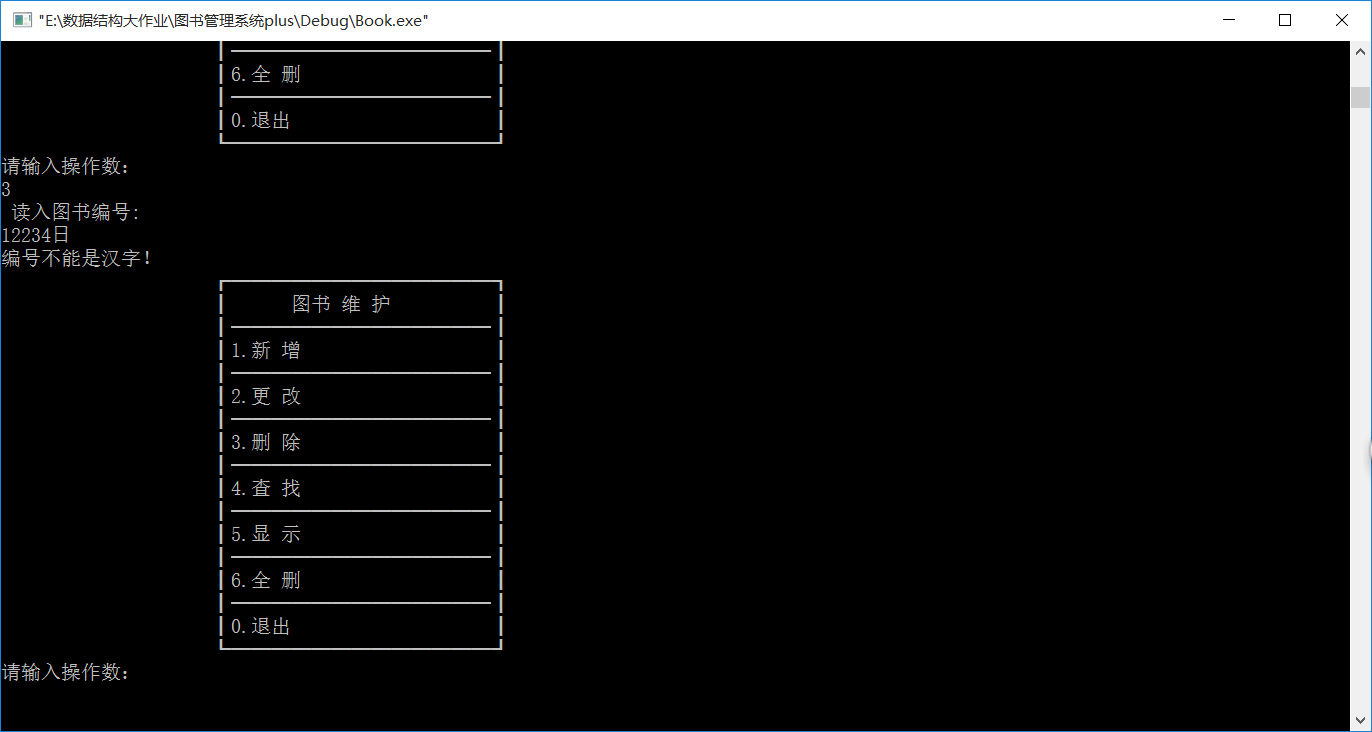 "E:\数据结构大作业\图书管理系统plus\Debug\Book.exe"
6.全 删
0.退出
请输入操作数:
3
读入图书编号:
12234日
编号不能是汉字!
图书 维 护
1.新 增
2.更 改
3.删 除
4.查 找
5.显 示
6.全 删
0.退出
请输入操作数: